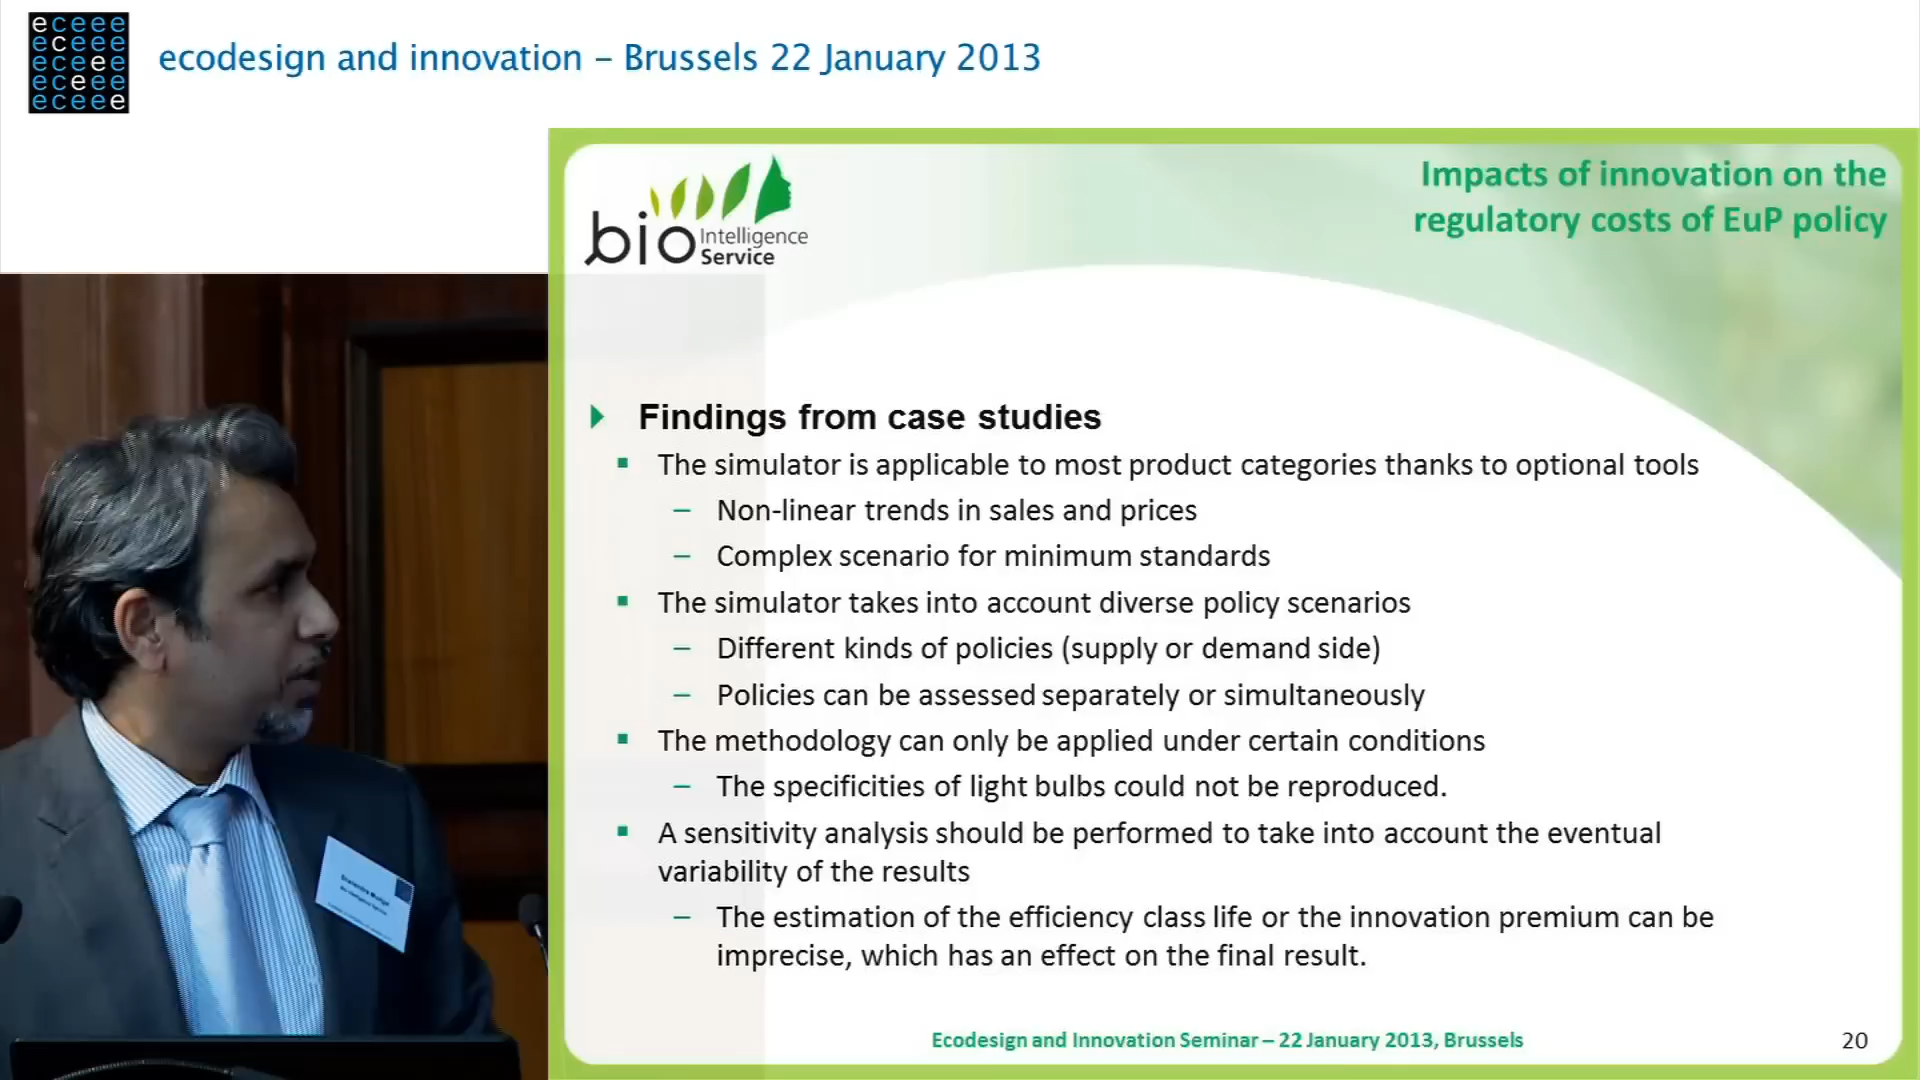 eceee
eceee
eceee
eceee
eceee
ecodesign and innovation – Brussels 22 January 2013
bio Intelligence Service
Impacts of innovation on the
regulatory costs of EuP policy
Findings from case studies
The simulator is applicable to most product categories thanks to optional tools
– Non-linear trends in sales and prices
– Complex scenario for minimum standards
The simulator takes into account diverse policy scenarios
– Different kinds of policies (supply or demand side)
– Policies can be assessed separately or simultaneously
The methodology can only be applied under certain conditions
– The specificities of light bulbs could not be reproduced.
A sensitivity analysis should be performed to take into account the eventual
variability of the results
– The estimation of the efficiency class life or the innovation premium can be
imprecise, which has an effect on the final result.
Ecodesign and Innovation Seminar – 22 January 2013, Brussels
20